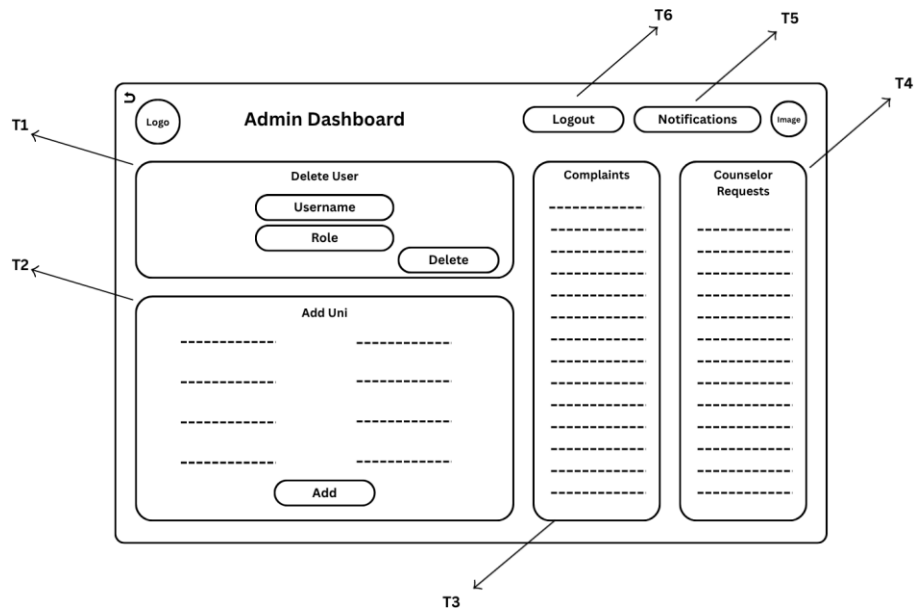 T6
T5
T4
T1
Logo
Admin Dashboard
Logout
Notifications
Image
Delete User
Username
Role
Delete
Complaints
Counselor
Requests
T2
Add Uni
Add
T3